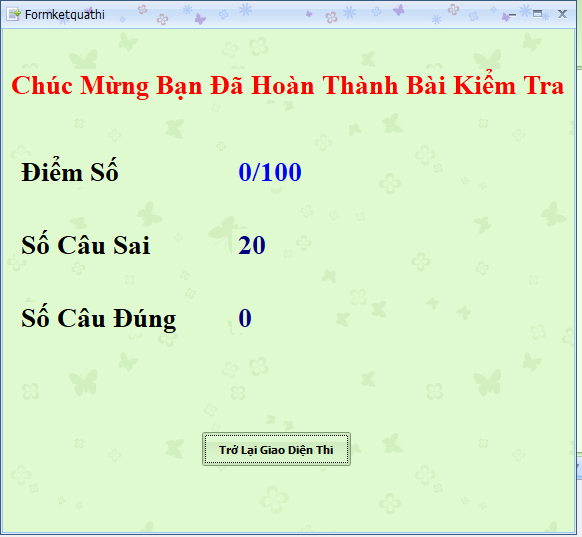 Formketquathi
Chúc Mừng Bạn Đã Hoàn Thành Bài Kiểm Tra
Điểm Số 0/100
Số Câu Sai 20
Số Câu Đúng 0
Trở Lại Giao Diện Thi